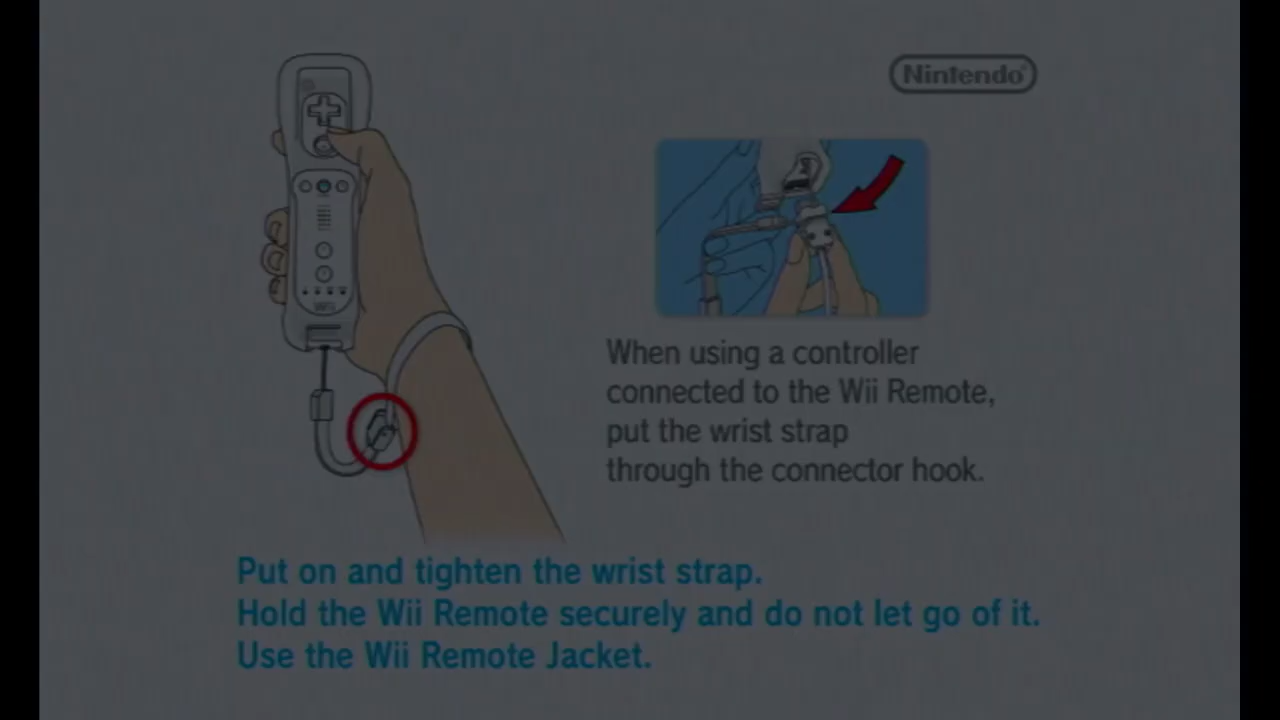 Nintendo
Wii
When using a controller
connected to the Wii Remote,
put the wrist strap
through the connector hook.
Put on and tighten the wrist strap.
Hold the Wii Remote securely and do not let go of it.
Use the Wii Remote Jacket.